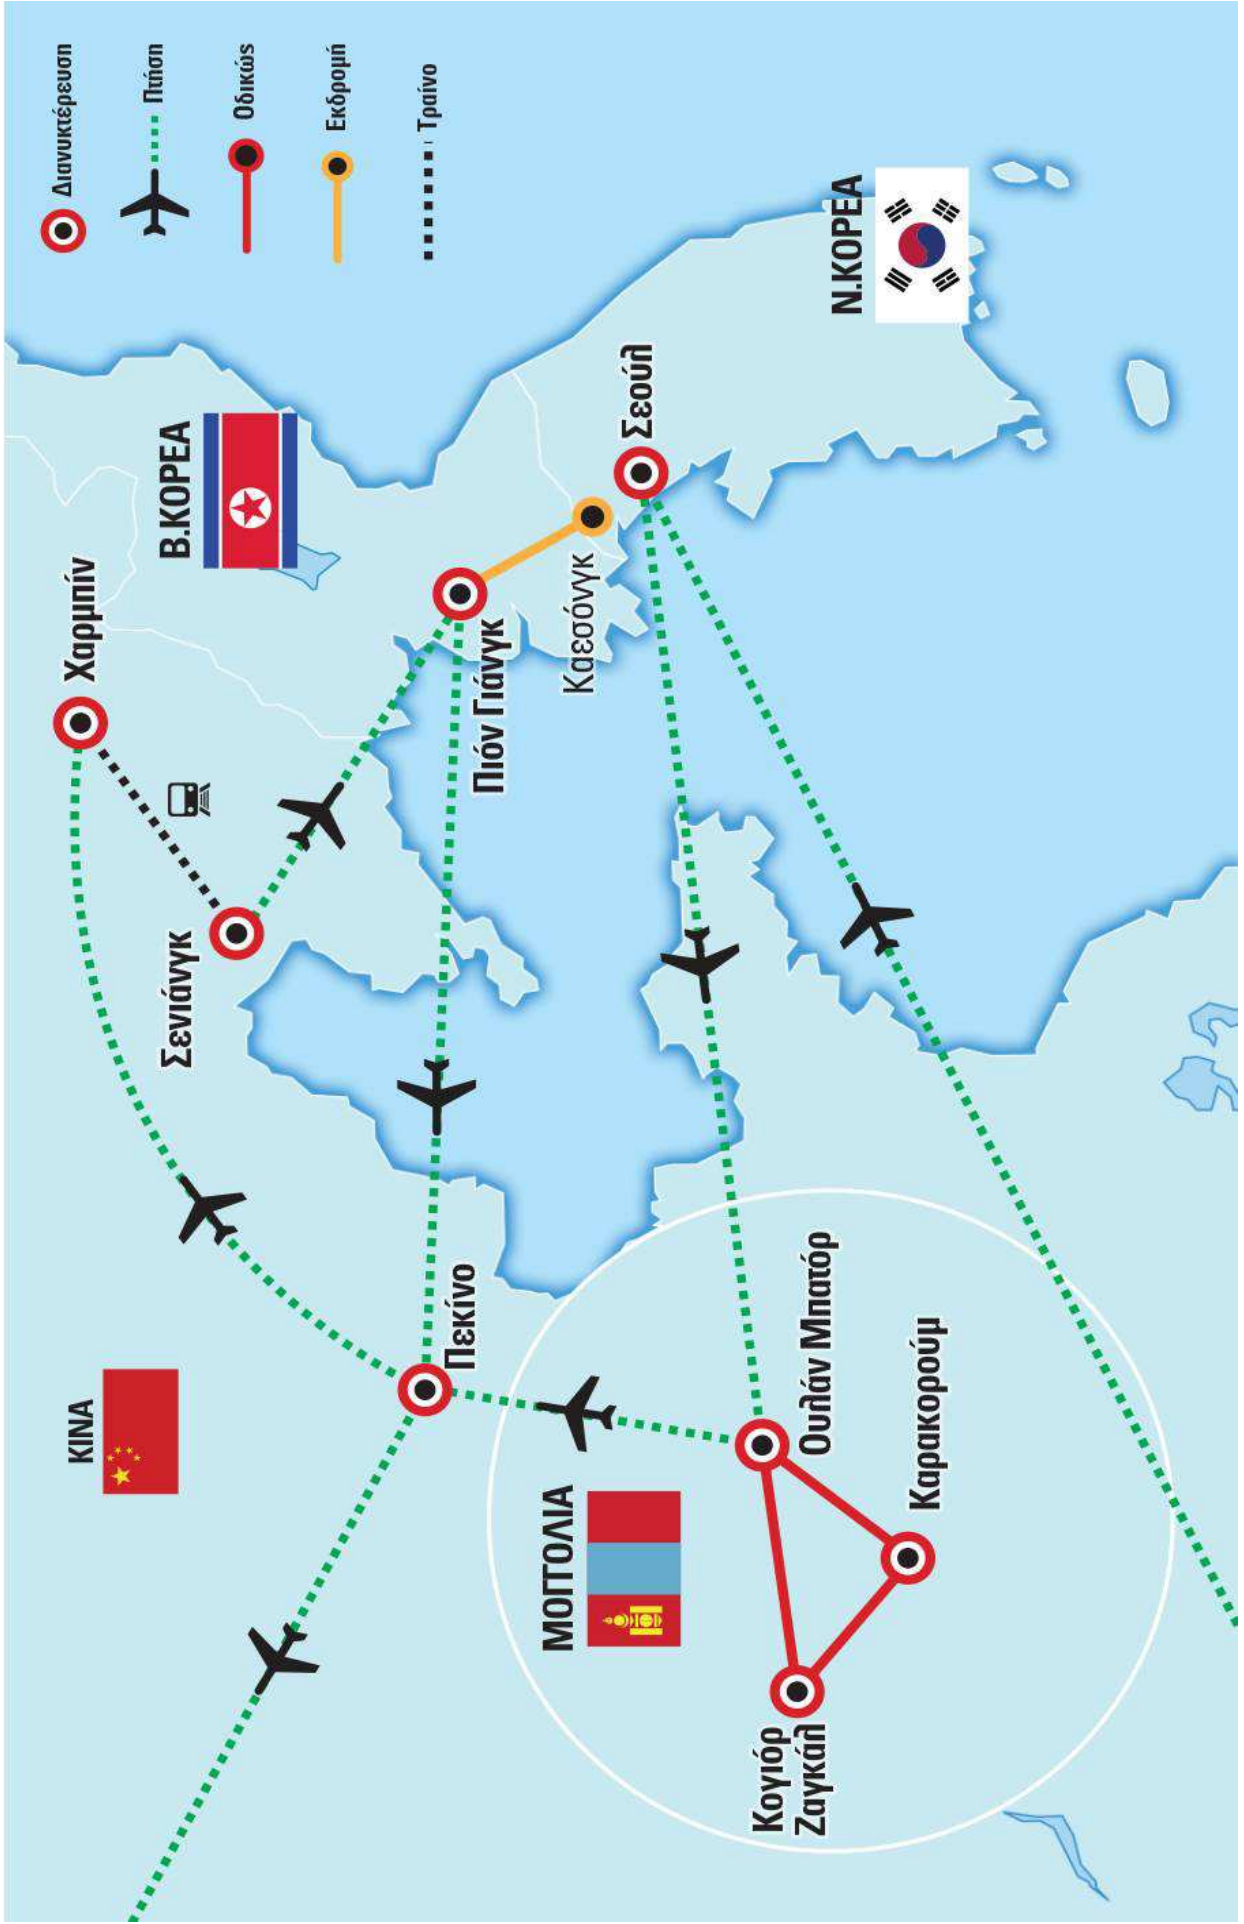 Διανυκτέρευση
Πτήση
Οδικώς
Εκδρομή
Τραίνο
ΚΙΝΑ
Β.ΚΟΡΕΑ
Χαρμπίν
Σενιάνγκ
Πεκίνο
Πιόν Γιάνγκ
Καεσόνγκ
Σεούλ
Ν.ΚΟΡΕΑ
ΜΟΓΓΟΛΙΑ
Ουλάν Μπατόρ
Κογιόρ
Ζαγκάλ
Καρακορούμ